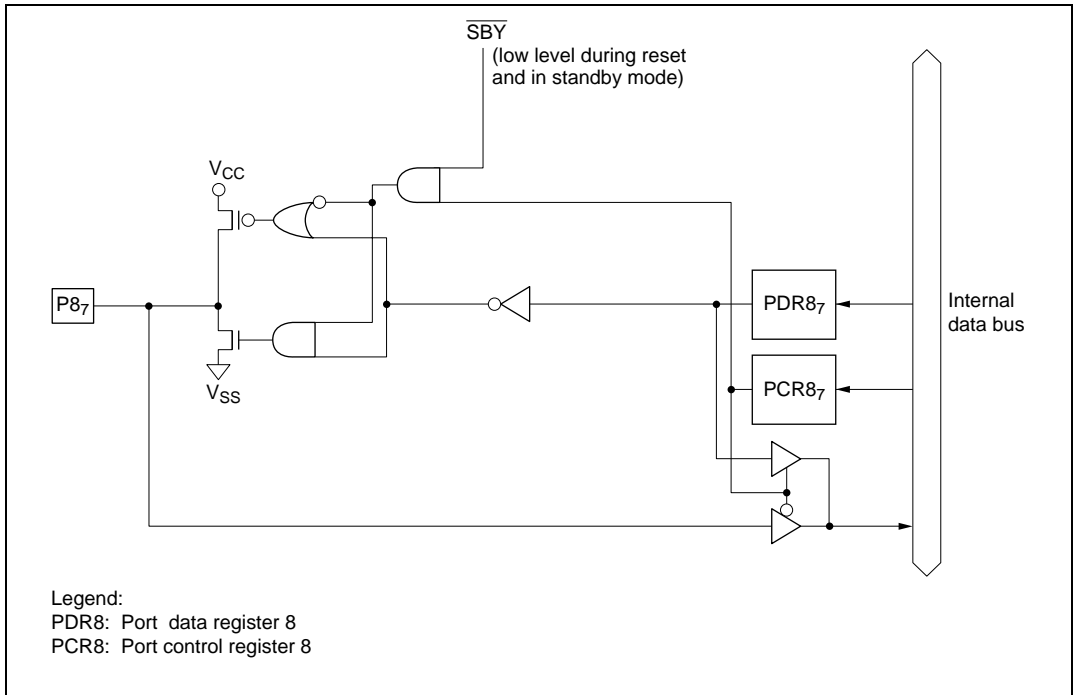 SBY
(low level during reset
and in standby mode)
VCC
P87
PDR87
Internal
data bus
PCR87
VSS
Legend:
PDR8: Port data register 8
PCR8: Port control register 8